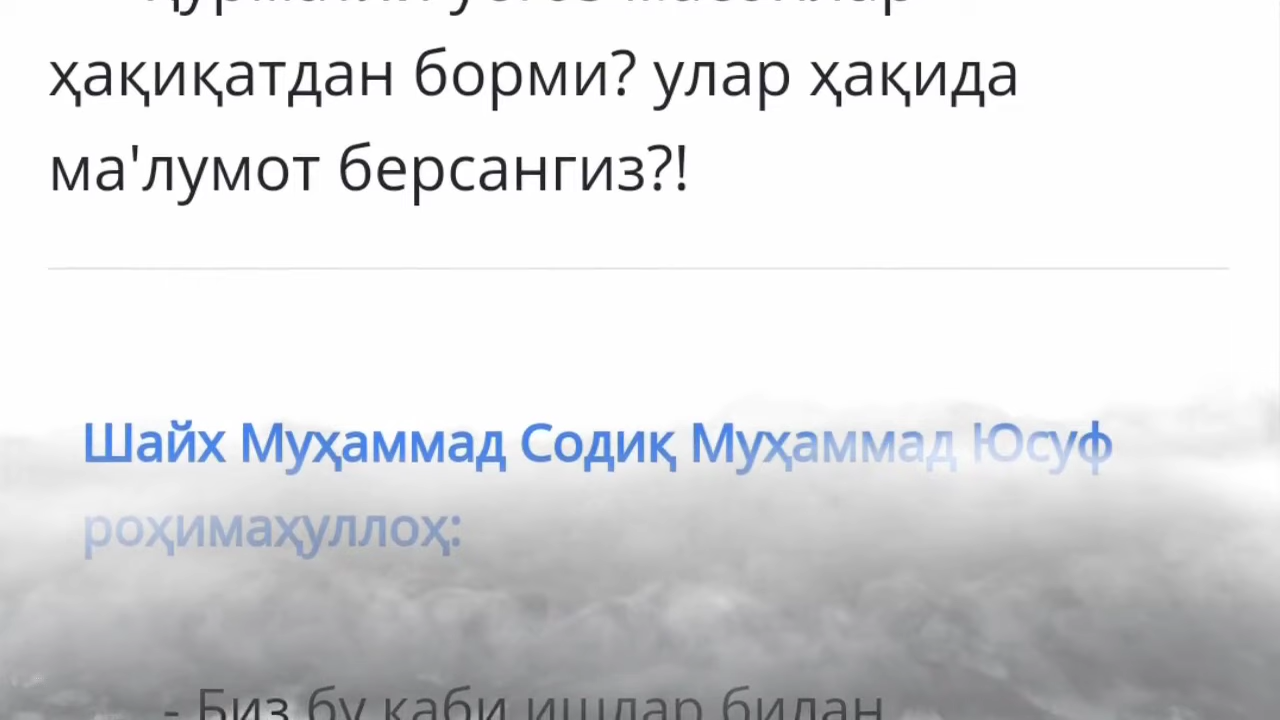 ҳақиқатдан борми? улар ҳақида
ма'лумот берсангиз?!
Шайх Муҳаммад Содиқ Муҳаммад Юсуф
роҳимаҳуллоҳ:
- Биз бу каби ишлар билан